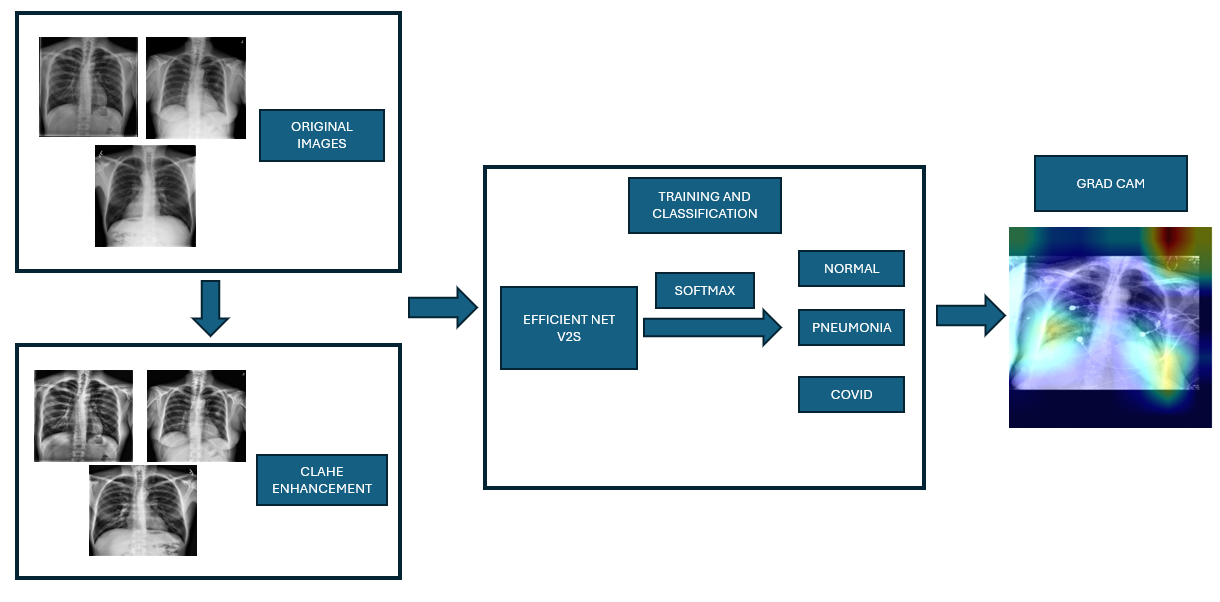 ORIGINAL
IMAGES
CLAHE
ENHANCEMENT
TRAINING AND
CLASSIFICATION
EFFICIENT NET
V2S
SOFTMAX
NORMAL
PNEUMONIA
COVID
GRAD CAM